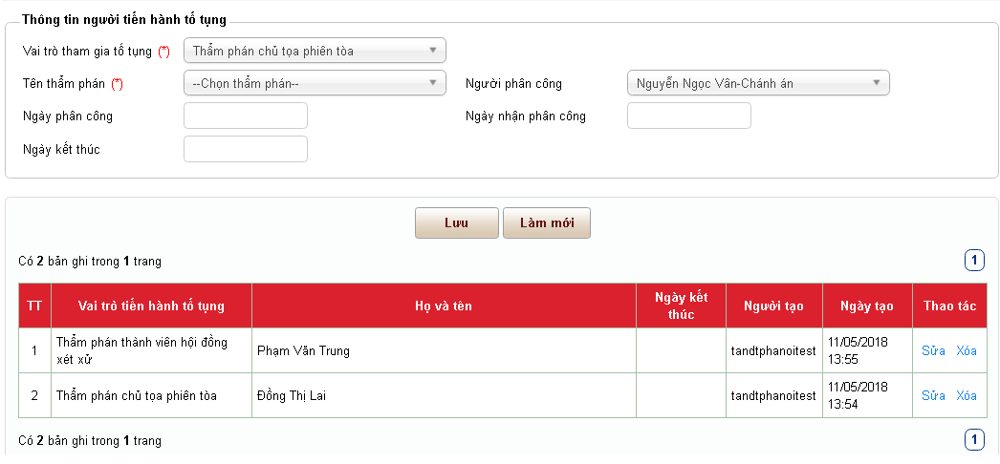 Thông tin người tiến hành tố tụng
Vai trò tham gia tố tụng (*) Thẩm phán chủ tọa phiên tòa
Tên thẩm phán (*) --Chọn thẩm phán-- Người phân công Nguyễn Ngọc Vân-Chánh án
Ngày phân công Ngày nhận phân công
Ngày kết thúc
Lưu Làm mới
Có 2 bản ghi trong 1 trang 1
TT Vai trò tiến hành tố tụng Họ và tên Ngày kết thúc Người tạo Ngày tạo Thao tác
1 Thẩm phán thành viên hội đồng xét xử Phạm Văn Trung tandtphanoitest 11/05/2018 13:55 Sửa Xóa
2 Thẩm phán chủ tọa phiên tòa Đồng Thị Lai tandtphanoitest 11/05/2018 13:54 Sửa Xóa
Có 2 bản ghi trong 1 trang 1